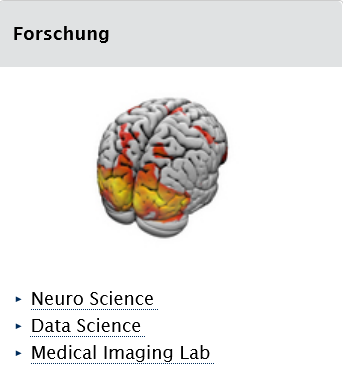 Forschung
Neuro Science
Data Science
Medical Imaging Lab